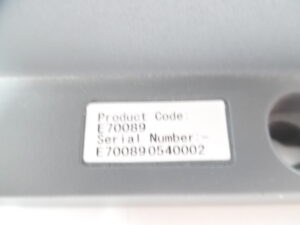 Product Code:
E70089
Serial Number:-
E700890540002